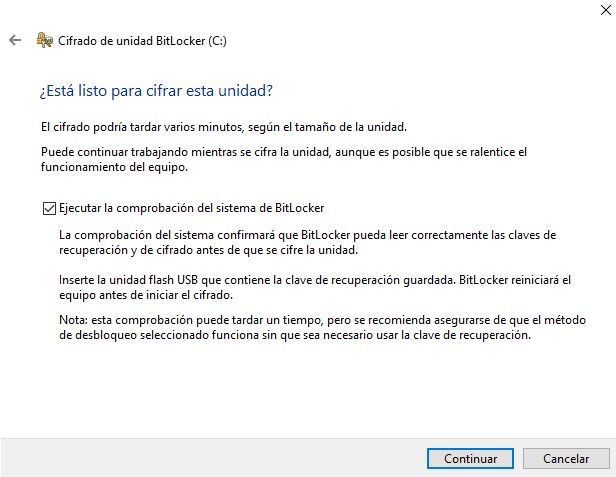 Cifrado de unidad BitLocker (C:)
¿Está listo para cifrar esta unidad?
El cifrado podría tardar varios minutos, según el tamaño de la unidad.
Puede continuar trabajando mientras se cifra la unidad, aunque es posible que se ralentice el
funcionamiento del equipo.
Ejecutar la comprobación del sistema de BitLocker
La comprobación del sistema confirmará que BitLocker pueda leer correctamente las claves de
recuperación y de cifrado antes de que se cifre la unidad.
Inserte la unidad flash USB que contiene la clave de recuperación guardada. BitLocker reiniciará el
equipo antes de iniciar el cifrado.
Nota: esta comprobación puede tardar un tiempo, pero se recomienda asegurarse de que el método
de desbloqueo seleccionado funciona sin que sea necesario usar la clave de recuperación.
Continuar
Cancelar